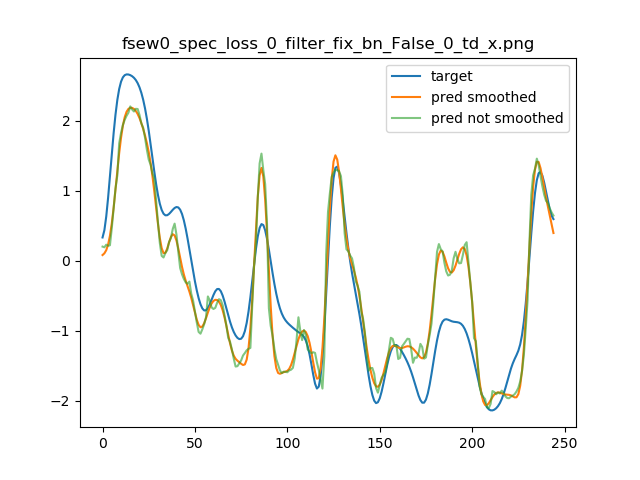 fsew0_spec_loss_0_filter_fix_bn_False_0_td_x.png
target
pred smoothed
pred not smoothed
2
1
0
−1
−2
0
50
100
150
200
250